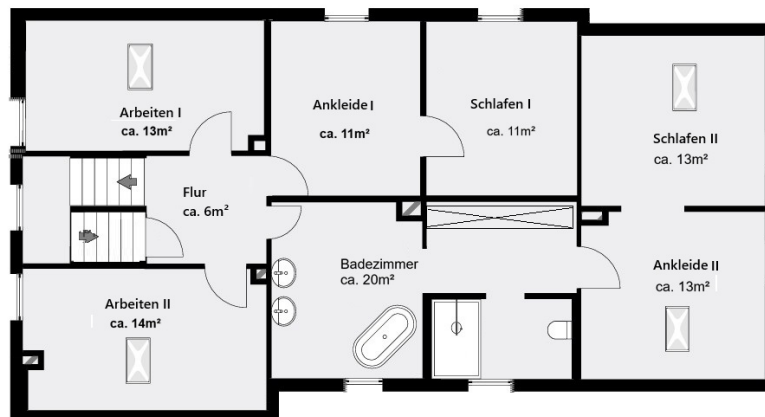 Arbeiten I
ca. 13m²
Ankleide I
ca. 11m²
Schlafen I
ca. 11m²
Schlafen II
ca. 13m²
Flur
ca. 6m²
Badezimmer
ca. 20m²
Ankleide II
ca. 13m²
Arbeiten II
ca. 14m²